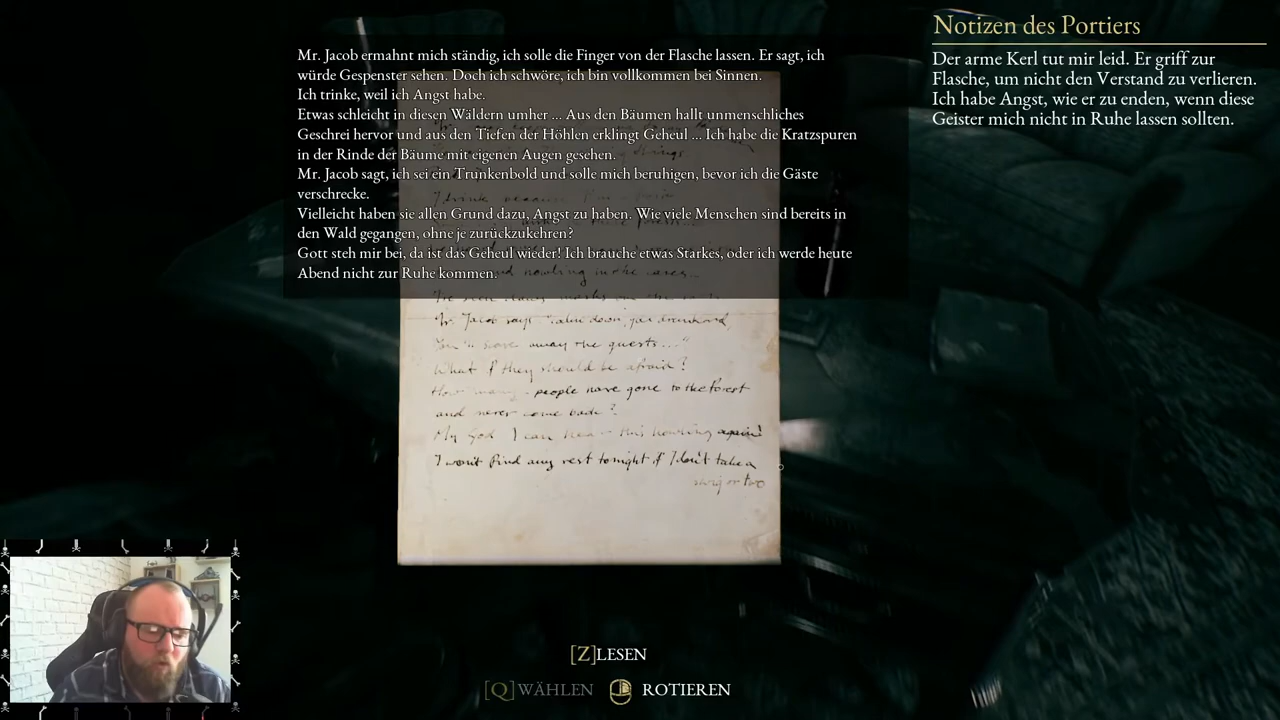 Notizen des Portiers
Der arme Kerl tut mir leid. Er griff zur
Flasche, um nicht den Verstand zu verlieren.
Ich habe Angst, wie er zu enden, wenn diese
Geister mich nicht in Ruhe lassen sollten.
Mr. Jacob ermahnt mich ständig, ich solle die Finger von der Flasche lassen. Er sagt, ich
würde Gespenster sehen. Doch ich schwöre, ich bin vollkommen bei Sinnen.
Ich trinke, weil ich Angst habe.
Etwas schleicht in diesen Wäldern umher ... Aus den Bäumen hallt unmenschliches
Geschrei hervor und aus den Tiefen der Höhlen erklingt Geheul ... Ich habe die Kratzspuren
in der Rinde der Bäume mit eigenen Augen gesehen.
Mr. Jacob sagt, ich sei ein Trunkenbold und solle mich beruhigen, bevor ich die Gäste
verschrecke.
Vielleicht haben sie allen Grund dazu, Angst zu haben. Wie viele Menschen sind bereits in
den Wald gegangen, ohne je zurückzukehren?
Gott steh mir bei, da ist das Geheul wieder! Ich brauche etwas Starkes, oder ich werde heute
Abend nicht zur Ruhe kommen.
Mr. Jacob says "calm down, you drunkard,
scare away the guests..."
What if they should be afraid?
How many people have gone to the forest
and never come back?
My God I can hear this howling again!
I won't find any rest tonight if I don't take a
swig or two
[Z]LESEN
[Q]WÄHLEN ROTIEREN